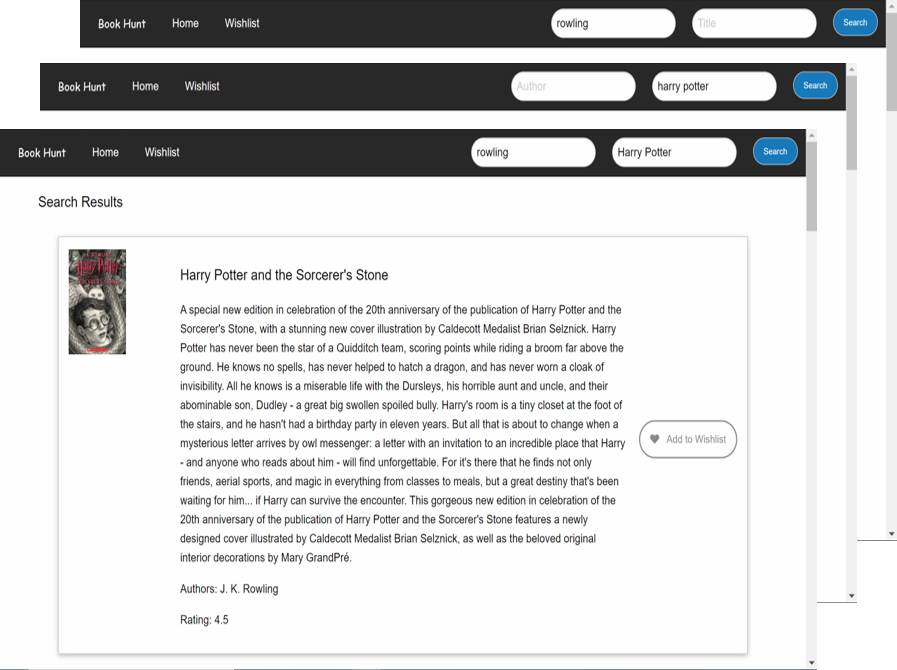 Book Hunt Home Wishlist rowling Title Search
Book Hunt Home Wishlist Author harry potter Search
Book Hunt Home Wishlist rowling Harry Potter Search
Search Results
Harry Potter
Harry Potter and the Sorcerer's Stone
A special new edition in celebration of the 20th anniversary of the publication of Harry Potter and the
Sorcerer's Stone, with a stunning new cover illustration by Caldecott Medalist Brian Selznick. Harry
Potter has never been the star of a Quidditch team, scoring points while riding a broom far above the
ground. He knows no spells, has never helped to hatch a dragon, and has never worn a cloak of
invisibility. All he knows is a miserable life with the Dursleys, his horrible aunt and uncle, and their
abominable son, Dudley - a great big swollen spoiled bully. Harry's room is a tiny closet at the foot of
the stairs, and he hasn't had a birthday party in eleven years. But all that is about to change when a
mysterious letter arrives by owl messenger: a letter with an invitation to an incredible place that Harry
- and anyone who reads about him - will find unforgettable. For it's there that he finds not only
friends, aerial sports, and magic in everything from classes to meals, but a great destiny that's been
waiting for him... if Harry can survive the encounter. This gorgeous new edition in celebration of the
20th anniversary of the publication of Harry Potter and the Sorcerer's Stone features a newly
designed cover illustrated by Caldecott Medalist Brian Selznick, as well as the beloved original
interior decorations by Mary GrandPré.
Add to Wishlist
Authors: J. K. Rowling
Rating: 4.5